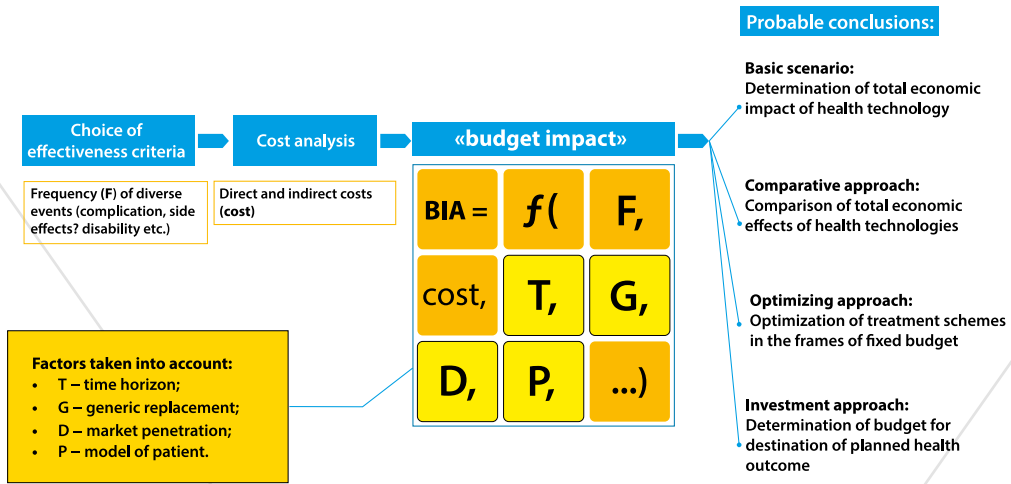 Probable conclusions:
Basic scenario:
Determination of total economic
impact of health technology
Choice of
effectiveness criteria
Cost analysis
«budget impact»
Frequency (F) of diverse
events (complication, side
effects? disability etc.)
Direct and indirect costs
(cost)
BIA =
ƒ(
F,
cost,
T,
G,
D,
P,
...)
Comparative approach:
Comparison of total economic
effects of health technologies
Optimizing approach:
Optimization of treatment schemes
in the frames of fixed budget
Factors taken into account:
• T – time horizon;
• G – generic replacement;
• D – market penetration;
• P – model of patient.
Investment approach:
Determination of budget for
destination of planned health
outcome